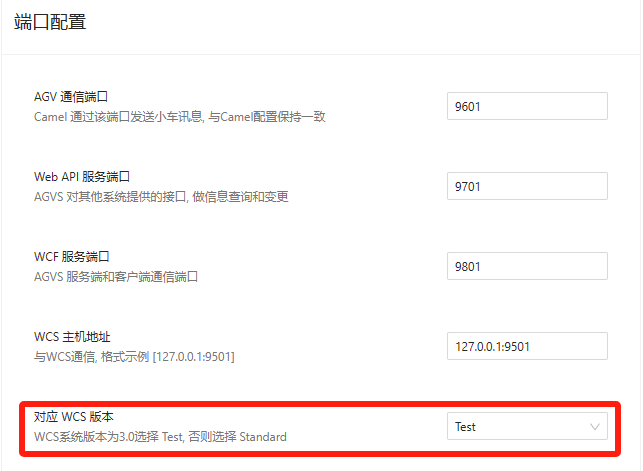 端口配置
AGV 通信端口
Camel 通过该端口发送小车讯息, 与Camel配置保持一致
9601
Web API 服务端口
AGVS 对其他系统提供的接口, 做信息查询和变更
9701
WCF 服务端口
AGVS 服务端和客户端通信端口
9801
WCS 主机地址
与WCS通信, 格式示例 [127.0.0.1:9501]
127.0.0.1:9501
对应 WCS 版本
WCS系统版本为3.0选择 Test, 否则选择 Standard
Test